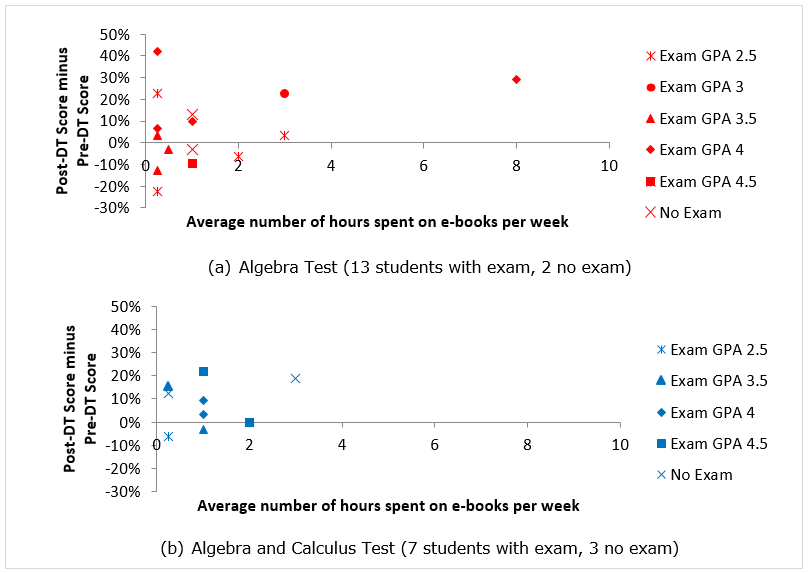 50%
40%
30%
20%
10%
0%
-10%
-20%
-30%
0 2 4 6 8 10
Post-DT Score minus
Pre-DT Score
Average number of hours spent on e-books per week
Exam GPA 2.5
Exam GPA 3
Exam GPA 3.5
Exam GPA 4
Exam GPA 4.5
No Exam
(a) Algebra Test (13 students with exam, 2 no exam)
50%
40%
30%
20%
10%
0%
-10%
-20%
-30%
0 2 4 6 8 10
Post-DT Score minus
Pre-DT Score
Average number of hours spent on e-books per week
Exam GPA 2.5
Exam GPA 3.5
Exam GPA 4
Exam GPA 4.5
No Exam
(b) Algebra and Calculus Test (7 students with exam, 3 no exam)